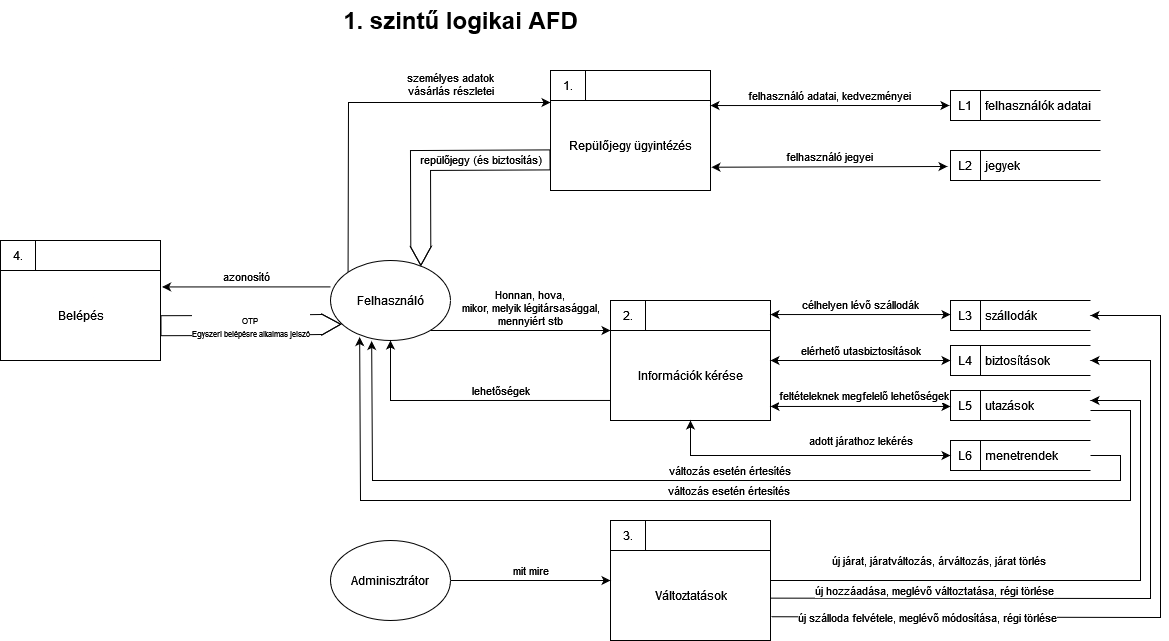 1. szintű logikai AFD
személyes adatok
vásárlás részletei
1.
Repülőjegy ügyintézés
felhasználó adatai, kedvezményei
L1 felhasználók adatai
repülőjegy (és biztosítás)
felhasználó jegyei
L2 jegyek
4.
Belépés
azonosító
OTP
Egyszeri belépésre alkalmas jelszó
Felhasználó
Honnan, hova,
mikor, melyik légitársasággal,
mennyiért stb
2.
Információk kérése
célhelyen lévő szállodák
L3 szállodák
elérhető utasbiztosítások
L4 biztosítások
lehetőségek
feltételeknek megfelelő lehetőségek
L5 utazások
adott járathoz lekérés
L6 menetrendek
változás esetén értesítés
változás esetén értesítés
3.
Változtatások
Adminisztrátor
mit mire
új járat, járatváltozás, árváltozás, járat törlés
új hozzáadása, meglévő változtatása, régi törlése
új szálloda felvétele, meglévő módosítása, régi törlése